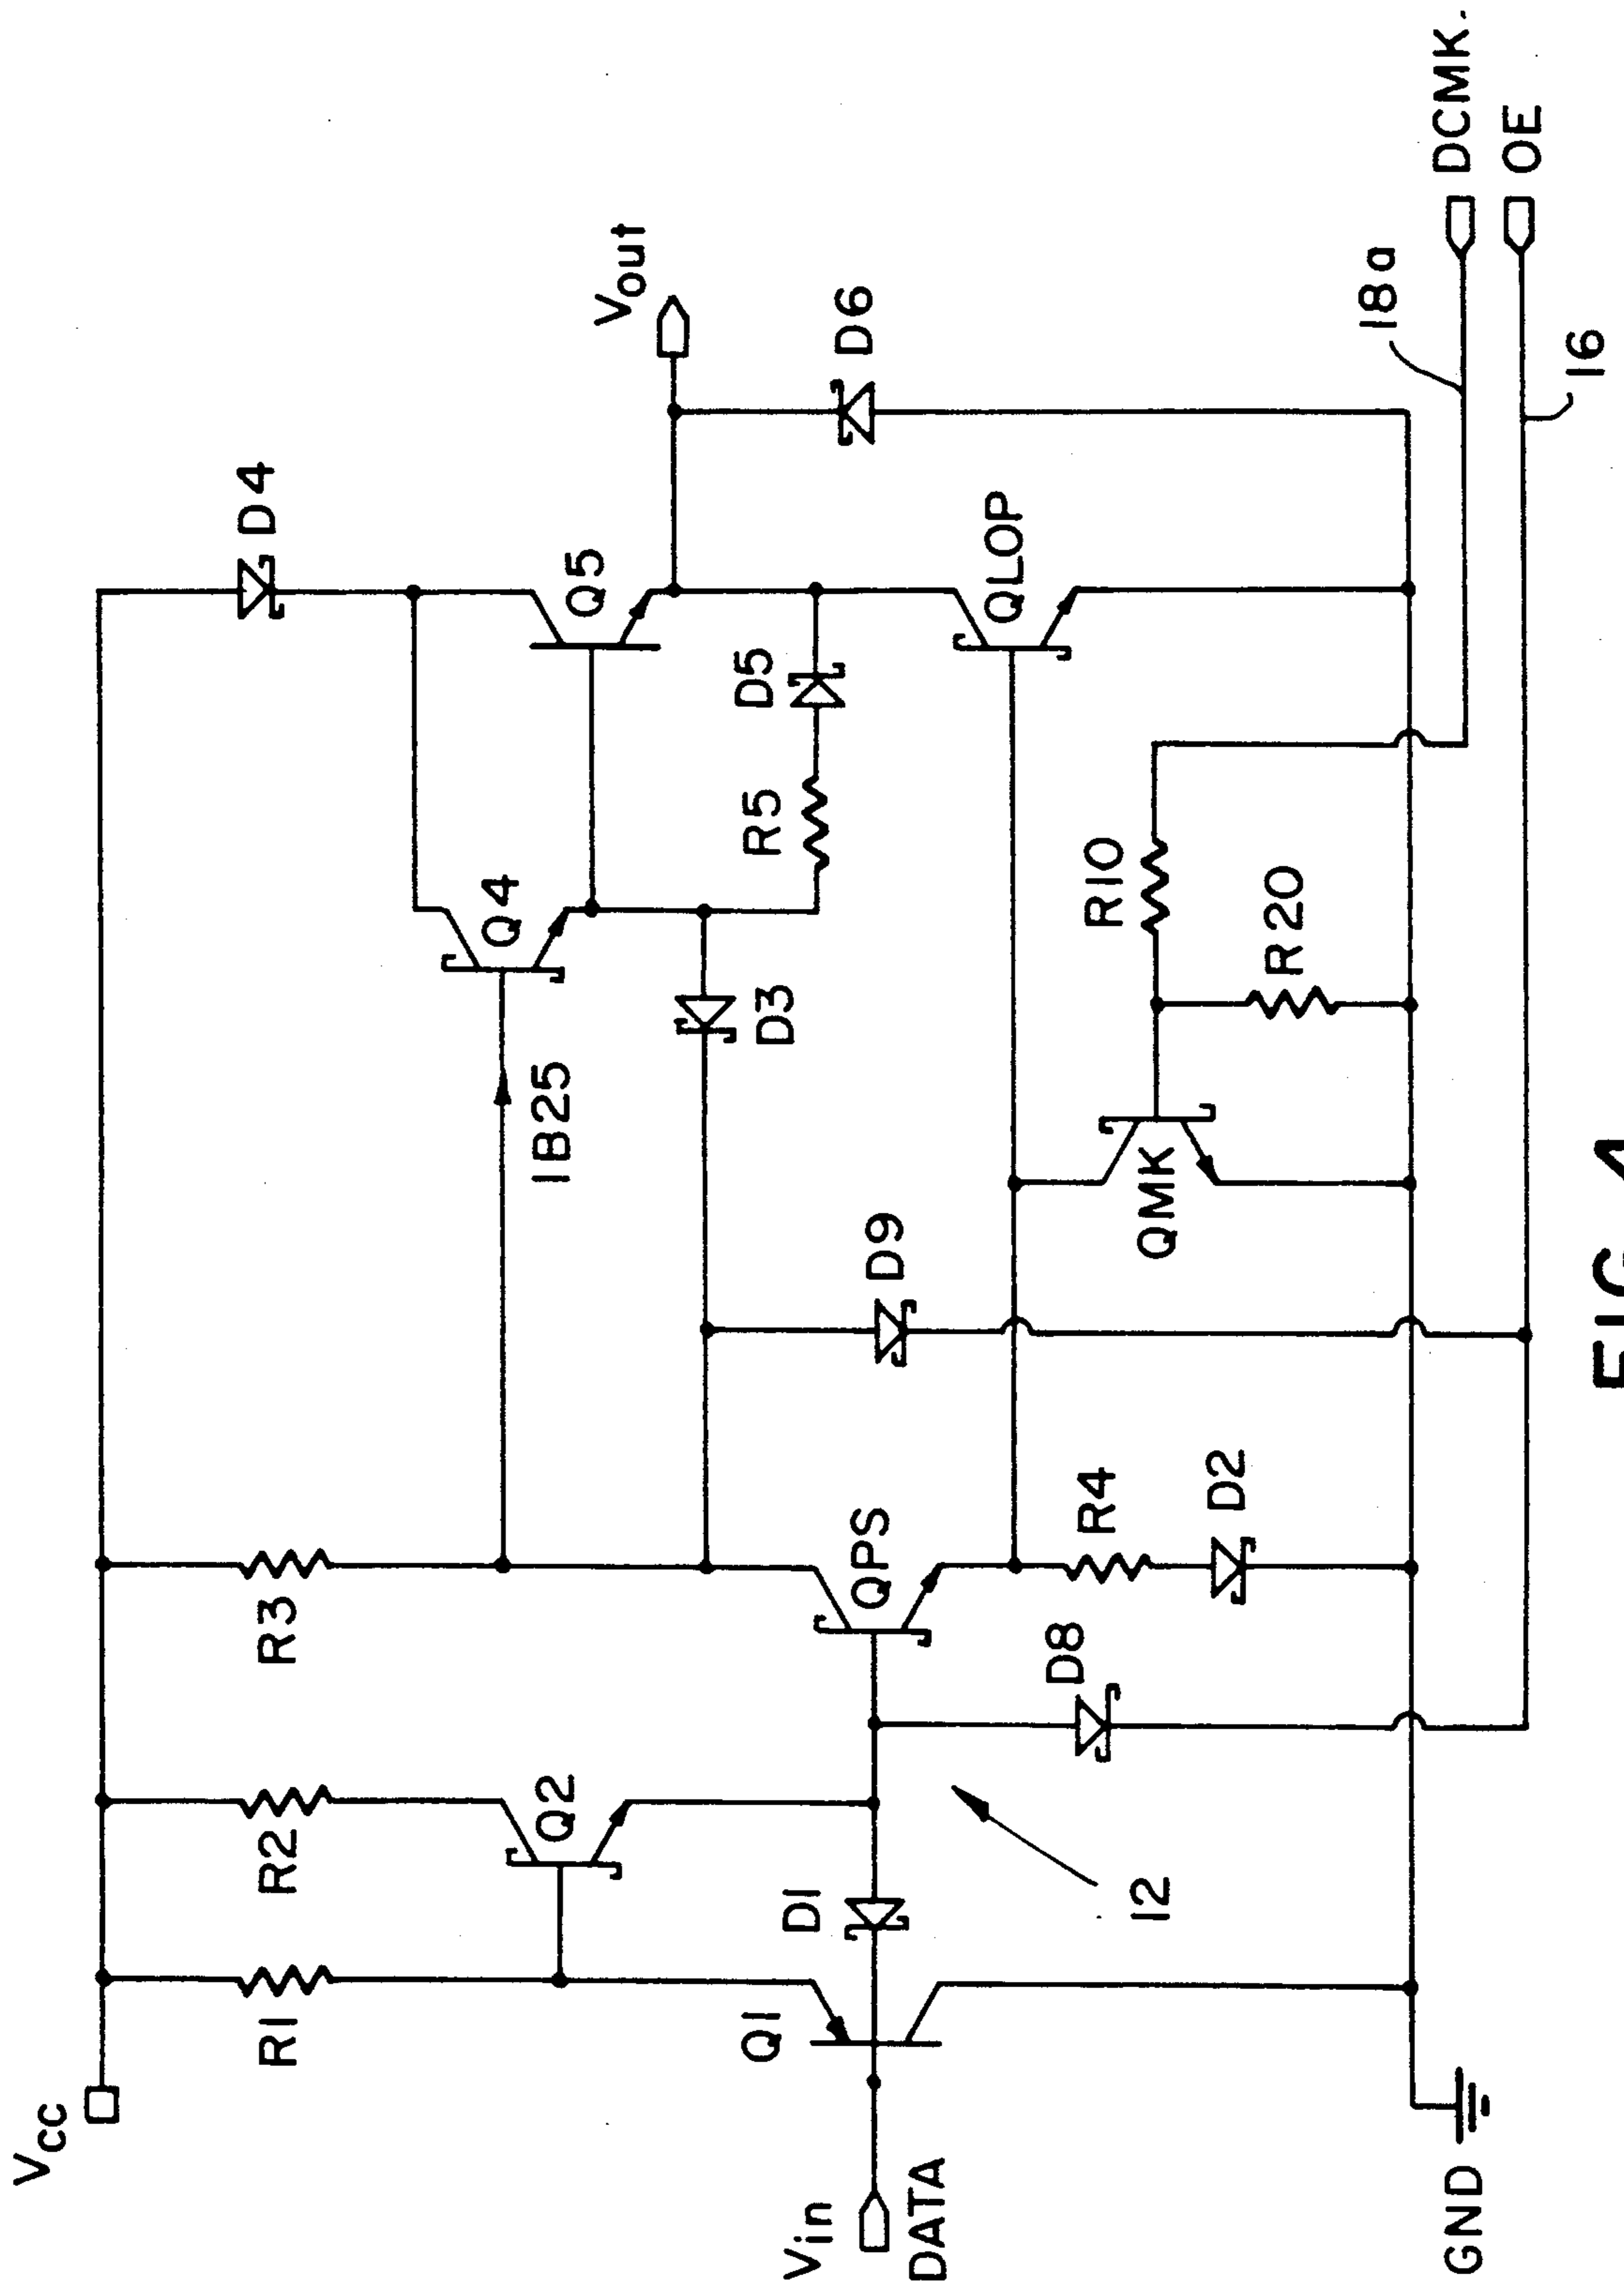 Vcc
R1
R2
R3
D4
Q2
Q4
Q5
Vout
IB25
Q1
D1
QPS
D3
D5
R5
D6
D9
QLOP
Vin
DATA
12
D8
R4
D2
QMK
R10
R20
18a
DCMK.
OE
16
GND
FIG. 4